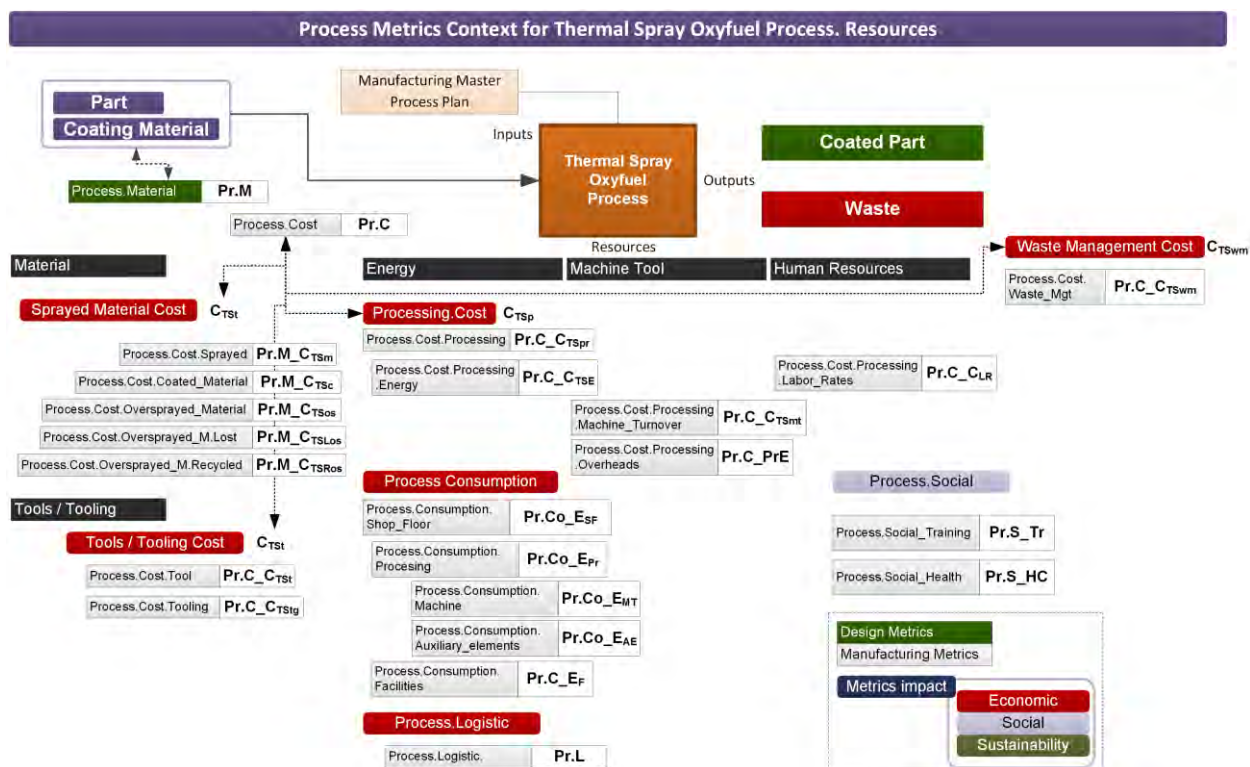 Process Metrics Context for Thermal Spray Oxyfuel Process. Resources
Part
Coating Material
Manufacturing Master
Process Plan
Inputs
Thermal Spray
Oxyfuel
Process
Outputs
Coated Part
Waste
Resources
Process.Material Pr.M
Process.Cost Pr.C
Material
Energy
Machine Tool
Human Resources
Waste Management Cost CTSwm
Process.Cost.
Waste_Mgt
Pr.C_CTSwm
Sprayed Material Cost CTSt
Process.Cost.Sprayed Pr.M_CTSm
Process.Cost.Coated_Material Pr.M_CTSc
Process.Cost.Oversprayed_Material Pr.M_CTSos
Process.Cost.Oversprayed_M.Lost Pr.M_CTSLos
Process.Cost.Oversprayed_M.Recycled Pr.M_CTSRos
Processing.Cost CTSp
Process.Cost.Processing Pr.C_CTSpr
Process.Cost.Processing
.Energy
Pr.C_CTSE
Process.Cost.Processing
.Labor_Rates
Pr.C_CLR
Process.Cost.Processing
.Machine_Turnover
Pr.C_CTSmt
Process.Cost.Processing
.Overheads
Pr.C_PrE
Tools / Tooling
Tools / Tooling Cost CTSt
Process.Cost.Tool Pr.C_CTSt
Process.Cost.Tooling Pr.C_CTStg
Process Consumption
Process.Consumption.
Shop_Floor
Pr.Co_ESF
Process.Consumption.
Procesing
Pr.Co_EPr
Process.Consumption.
Machine
Pr.Co_EMT
Process.Consumption.
Auxiliary_elements
Pr.Co_EAE
Process.Consumption.
Facilities
Pr.C_EF
Process.Logistic
Process.Logistic. Pr.L
Process.Social
Process.Social_Training Pr.S_Tr
Process.Social_Health Pr.S_HC
Design Metrics
Manufacturing Metrics
Metrics impact
Economic
Social
Sustainability